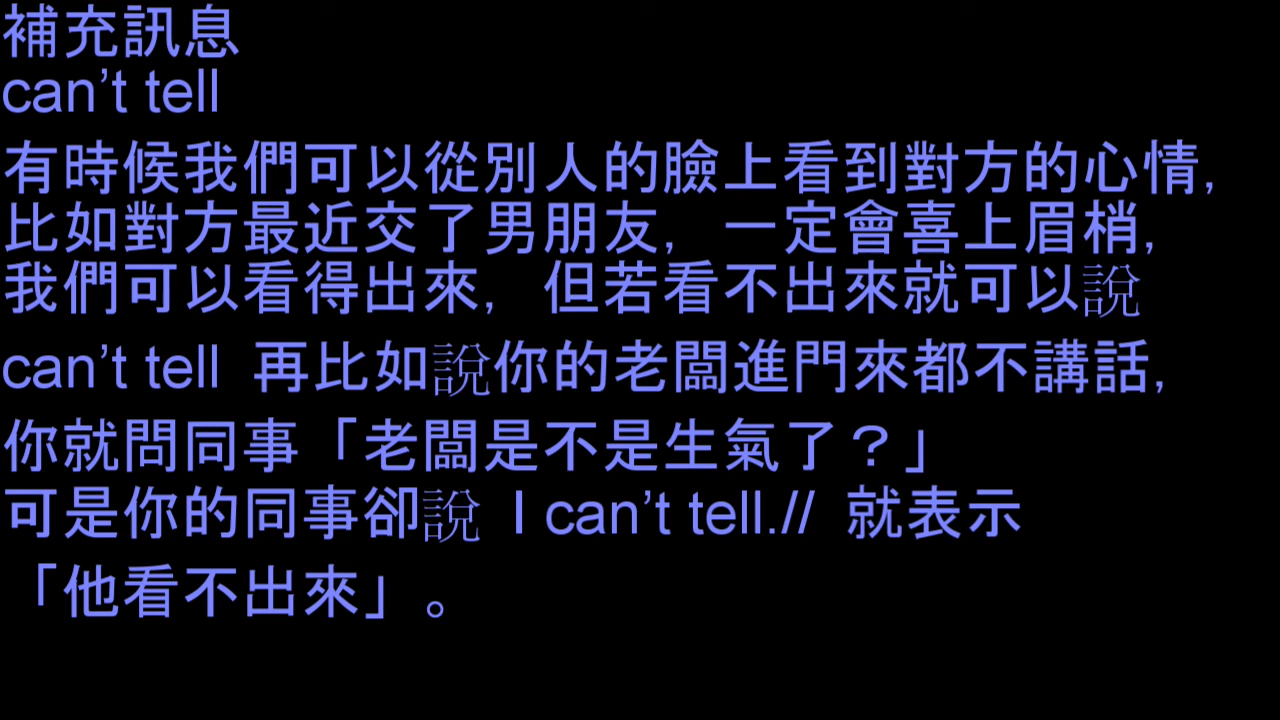 補充訊息
can't tell
有時候我們可以從別人的臉上看到對方的心情,
比如對方最近交了男朋友, 一定會喜上眉梢,
我們可以看得出來, 但若看不出來就可以說
can't tell 再比如說你的老闆進門來都不講話,
你就問同事「老闆是不是生氣了？」
可是你的同事卻說 I can't tell.// 就表示
「他看不出來」。